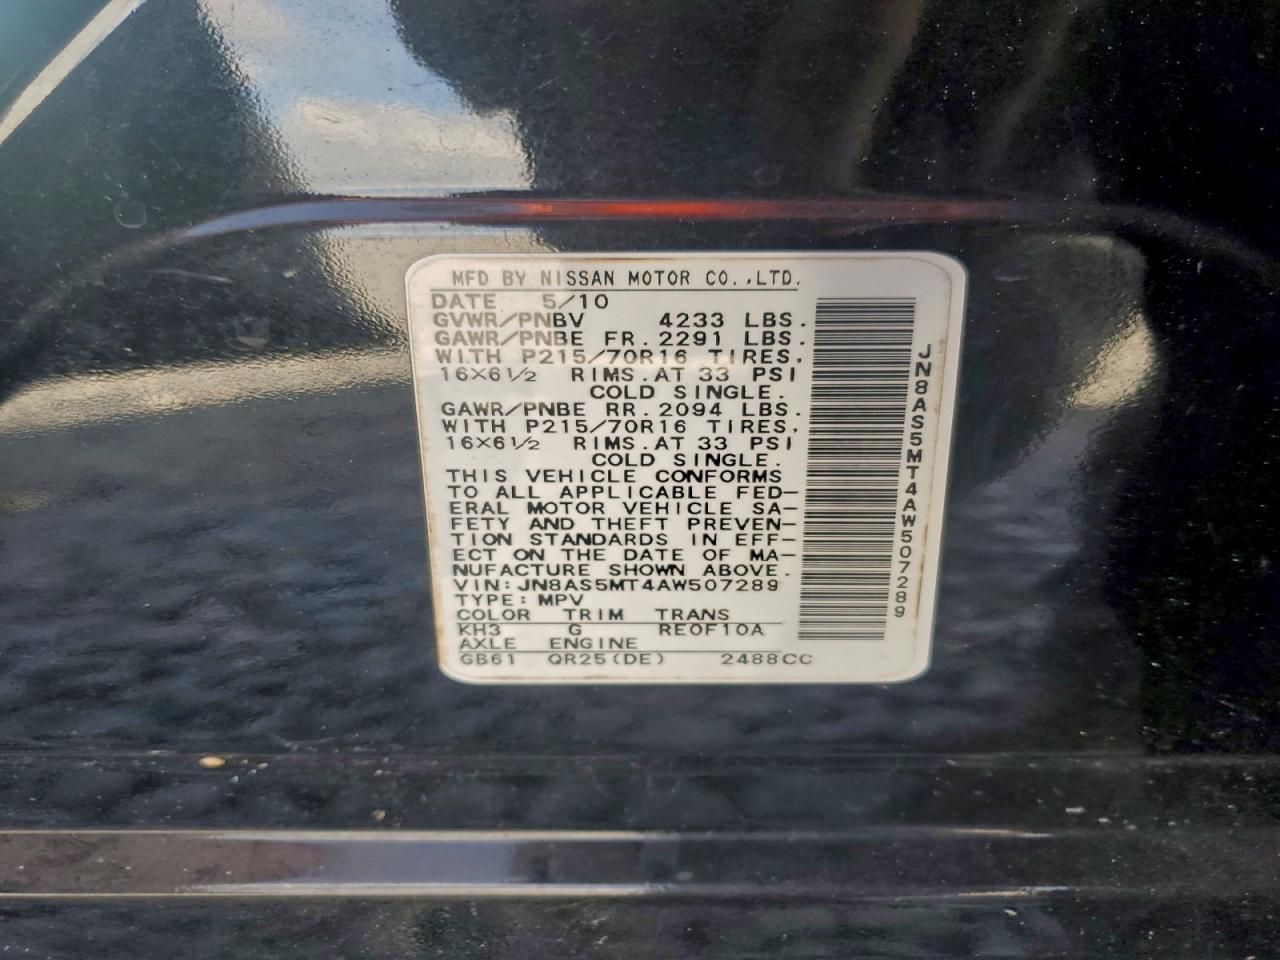 MFD BY NISSAN MOTOR CO.,LTD.
DATE 5/10
GVWR/PNBV 4233 LBS.
GAWR/PNBE FR.2291 LBS.
WITH P215/70R16 TIRES.
16X6½ RIMS.AT 33 PSI
COLD SINGLE.
GAWR/PNBE RR.2094 LBS.
WITH P215/70R16 TIRES.
16X6½ RIMS.AT 33 PSI
COLD SINGLE.
THIS VEHICLE CONFORMS
TO ALL APPLICABLE FED-
ERAL MOTOR VEHICLE SA-
FETY AND THEFT PREVEN-
TION STANDARDS IN EFF-
ECT ON THE DATE OF MA-
NUFACTURE SHOWN ABOVE.
VIN:JN8AS5MT4AW507289
TYPE:MPV
COLOR TRIM TRANS
KH3 G RE0F10A
AXLE ENGINE
GB61 QR25(DE) 2488CC
JN8AS5MT4AW507289